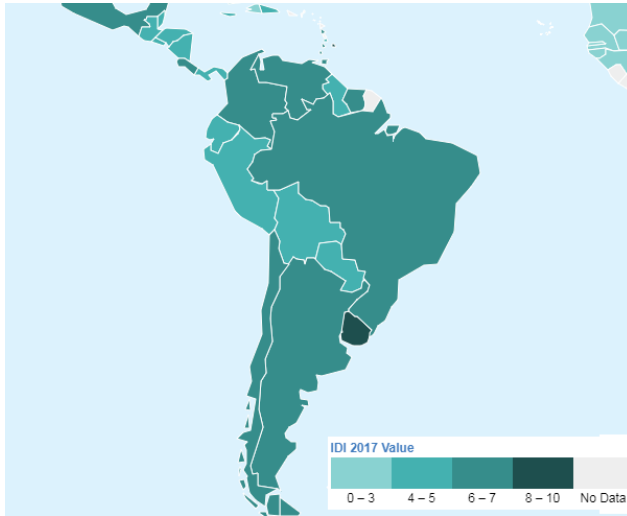 IDI 2017 Value
0 – 3 4 – 5 6 – 7 8 – 10 No Data